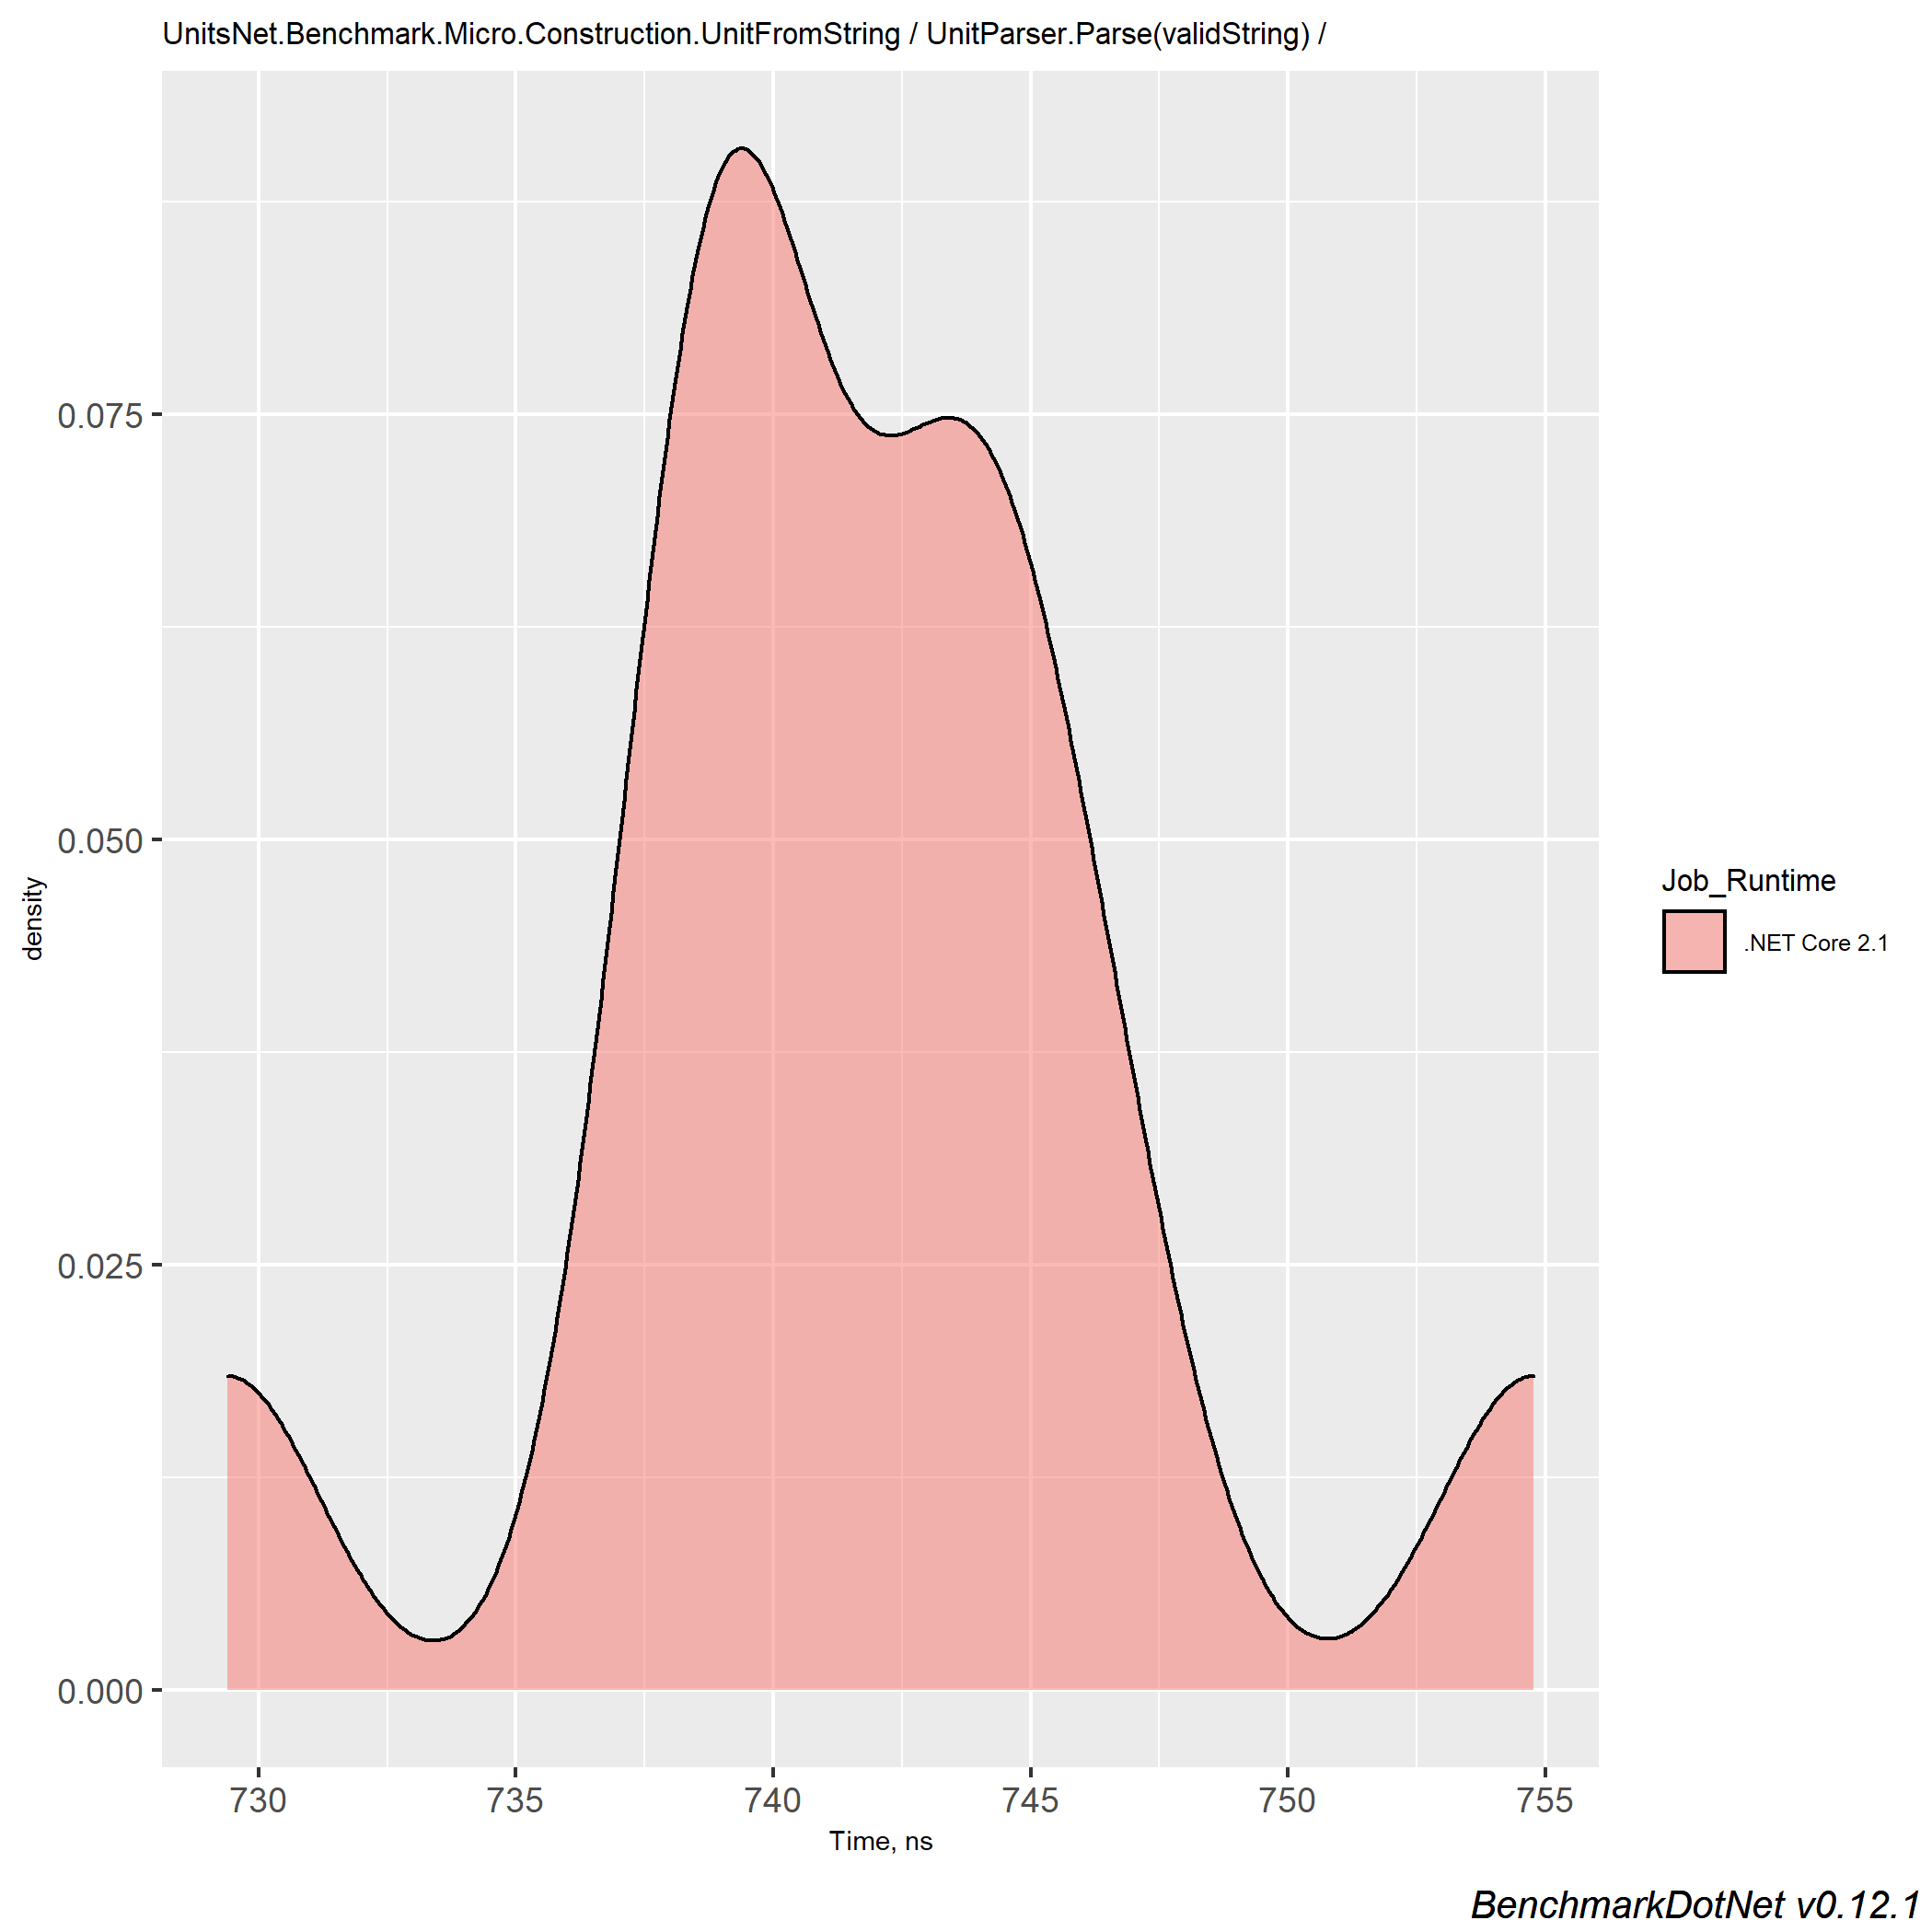 UnitsNet.Benchmark.Micro.Construction.UnitFromString / UnitParser.Parse(validString) /
0.075
0.050
0.025
0.000
density
730 735 740 745 750 755
Time, ns
Job_Runtime
.NET Core 2.1
BenchmarkDotNet v0.12.1